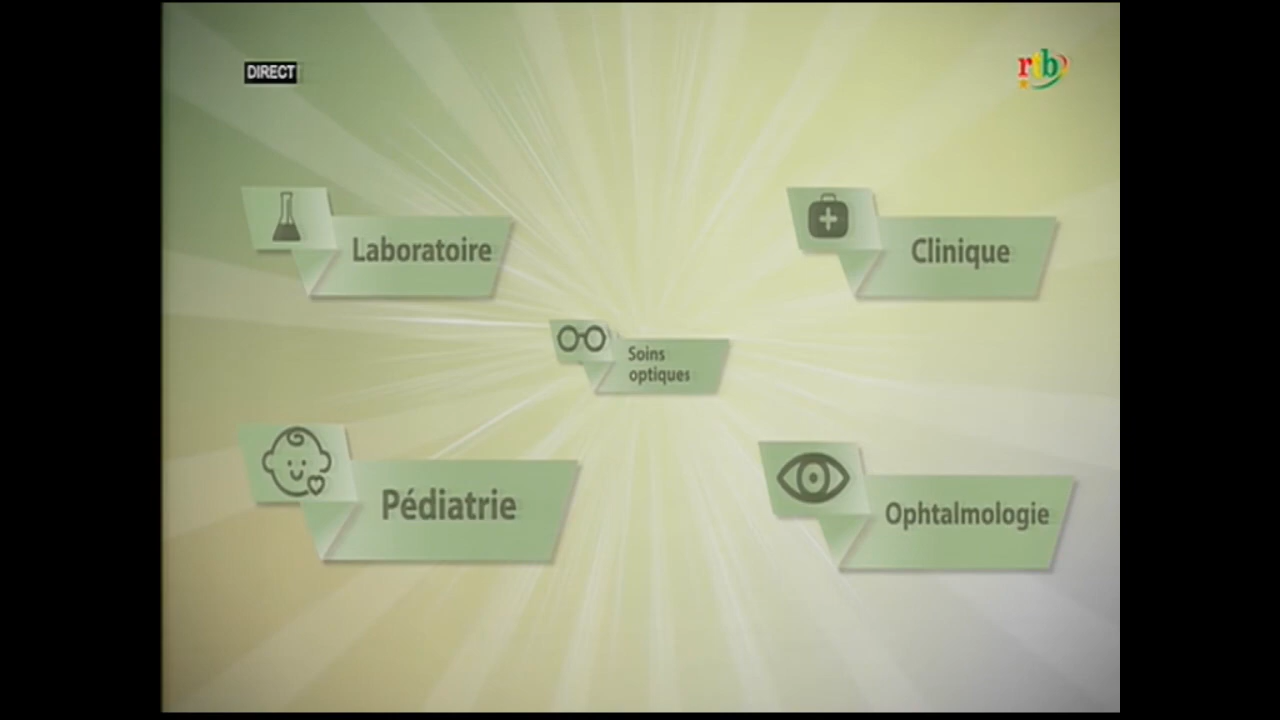 DIRECT
rtb
Laboratoire
Clinique
Soins
optiques
Pédiatrie
Ophtalmologie